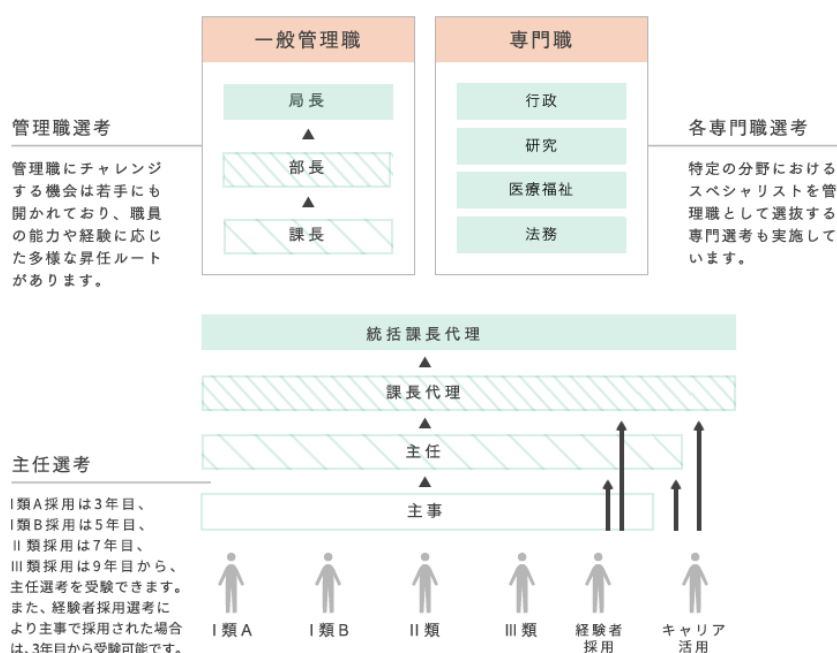 一般管理職
局長
▲
部長
▲
課長
専門職
行政
研究
医療福祉
法務
管理職選考
管理職にチャレンジ
する機会は若手にも
開かれており、職員
の能力や経験に応じ
た多様な昇任ルート
があります。
各専門職選考
特定の分野における
スペシャリストを管
理職として選抜する
専門選考も実施して
います。
統括課長代理
▲
課長代理
▲
主任
▲
主事
主任選考
I類A採用は3年目、
I類B採用は5年目、
II類採用は7年目、
III類採用は9年目から、
主任選考を受験できます。
また、経験者採用選考に
より主事で採用された場合
は、3年目から受験可能です。
I類A
I類B
II類
III類
経験者
採用
キャリア
活用